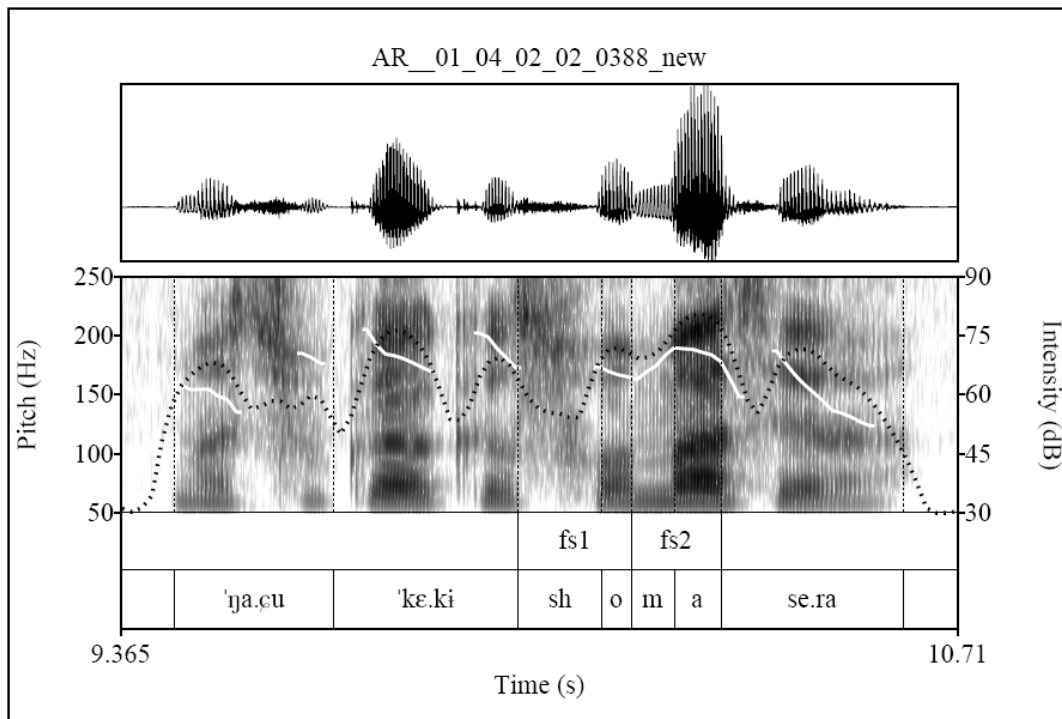 AR__01_04_02_02_0388_new
250
200
150
100
50
Pitch (Hz)
90
75
60
45
30
Intensity (dB)
fs1 fs2
ˈŋa.ɕu ˈkɛ.kɨ sh o m a se.ra
9.365 10.71
Time (s)